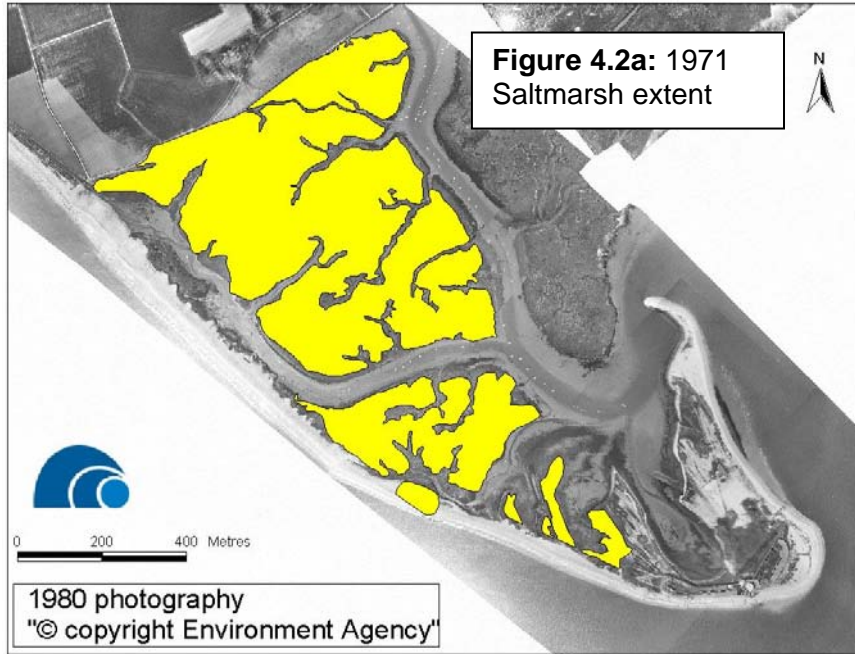 Figure 4.2a: 1971
Saltmarsh extent
N
0 200 400 Metres
1980 photography
"© copyright Environment Agency"